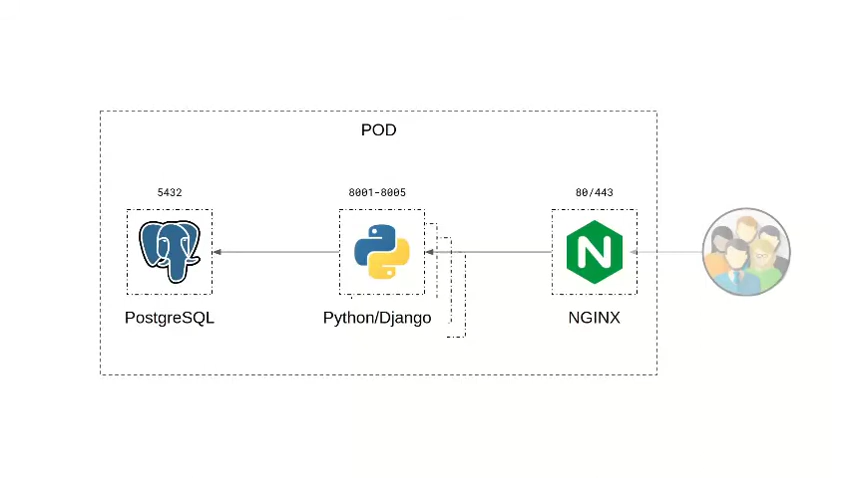 POD
5432
8001-8005
80/443
N
PostgreSQL
Python/Django
NGINX